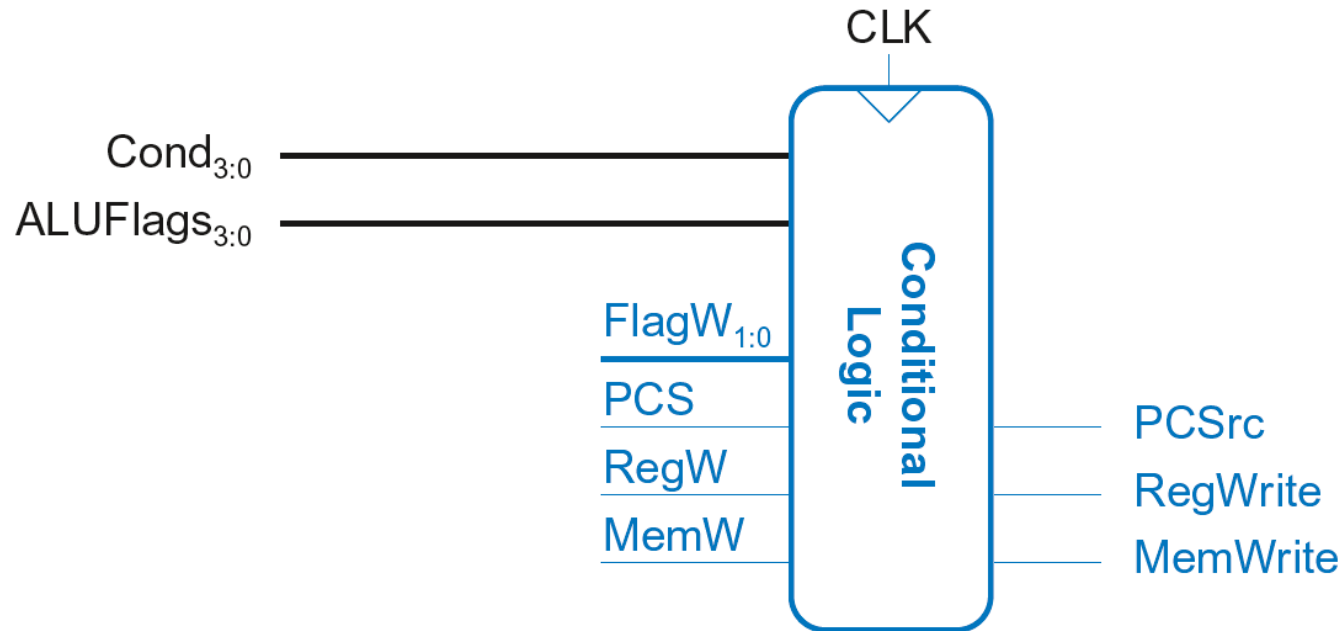 CLK
Cond3:0
ALUFlags3:0
FlagW1:0
PCS
RegW
MemW
Conditional
Logic
PCSrc
RegWrite
MemWrite